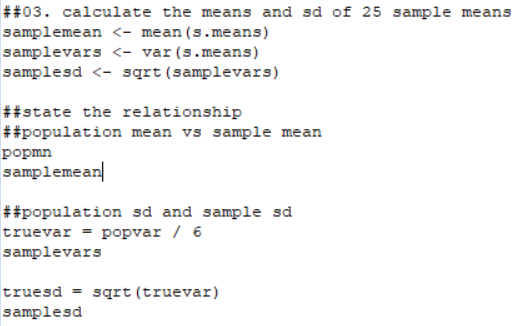 ##03. calculate the means and sd of 25 sample means
samplemean <- mean(s.means)
samplevars <- var(s.means)
samplesd <- sqrt(samplevars)
##state the relationship
##population mean vs sample mean
popmn
samplemean
##population sd and sample sd
truevar = popvar / 6
samplevars
truesd = sqrt(truevar)
samplesd